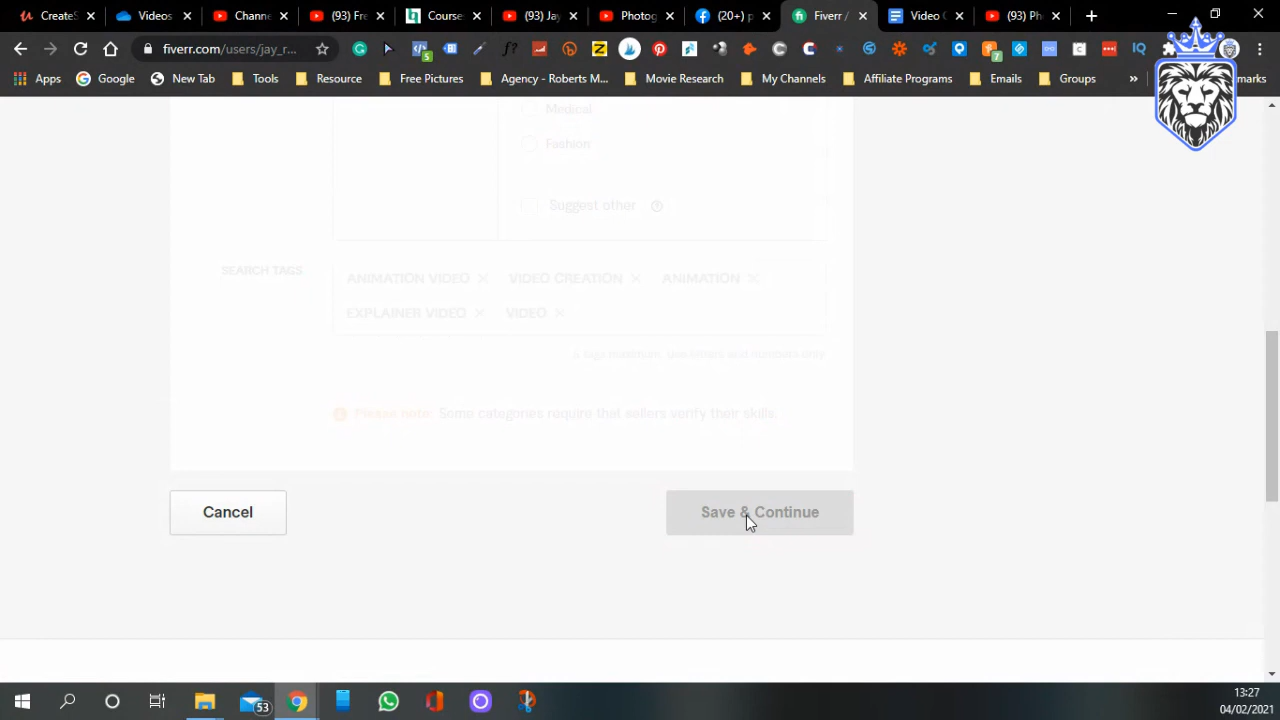 CreateS
Videos
Channe
(93) Fre
Course
(93) Jay
Photog
(20+) p
Fiverr /
Video C
(93) Ph
fiverr.com/users/jay_r...
Apps
Google
New Tab
Tools
Resource
Free Pictures
Agency - Roberts M...
Movie Research
My Channels
Affiliate Programs
Emails
Groups
»
marks
Medical
Fashion
Suggest other
SEARCH TAGS
ANIMATION VIDEO
VIDEO CREATION
ANIMATION
EXPLAINER VIDEO
VIDEO
5 tags maximum. Use letters and numbers only.
Please note: Some categories require that sellers verify their skills.
Cancel
Save & Continue
53
13:27
04/02/2021